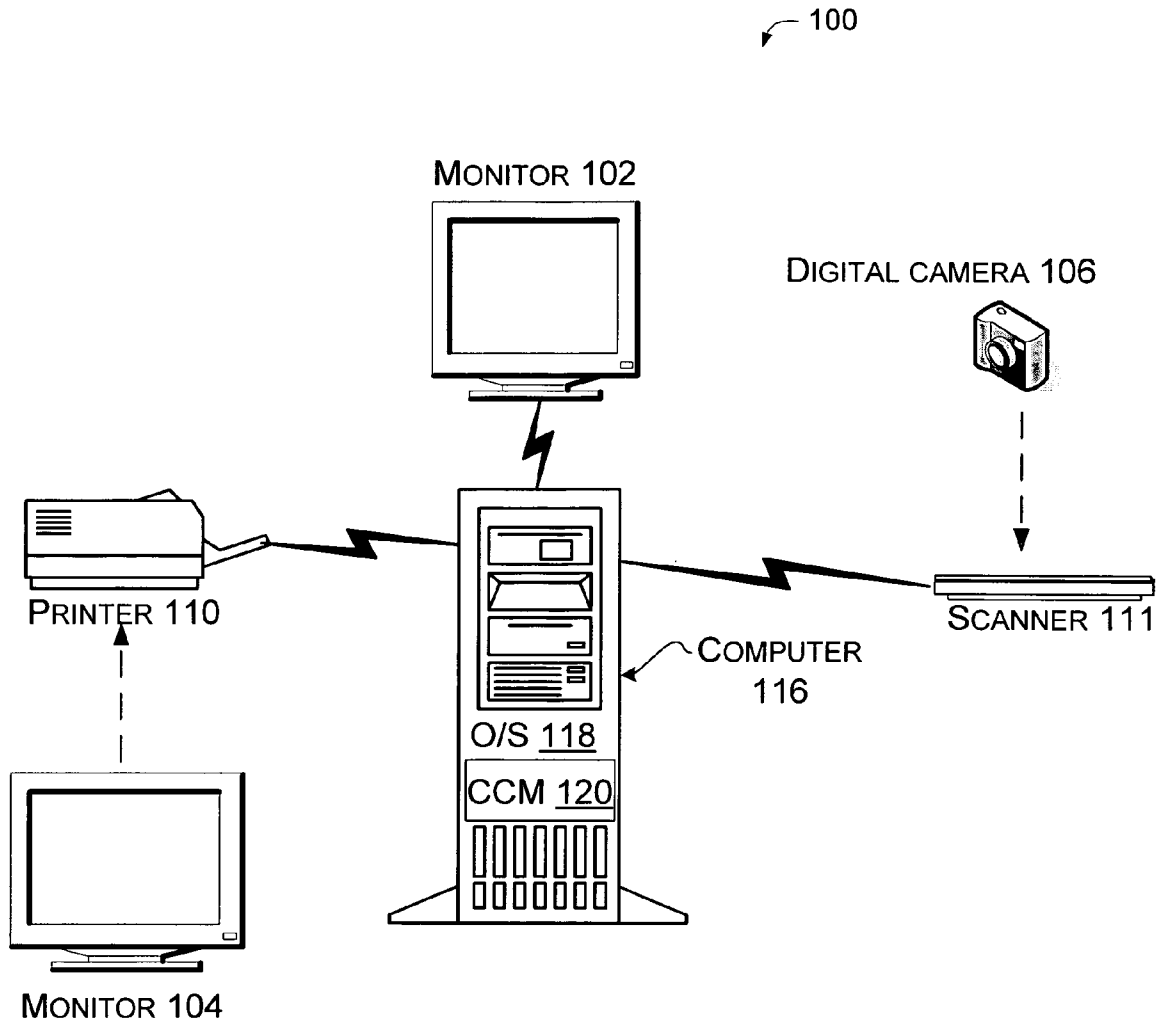 100
MONITOR 102
DIGITAL CAMERA 106
PRINTER 110
SCANNER 111
COMPUTER
116
O/S 118
CCM 120
MONITOR 104